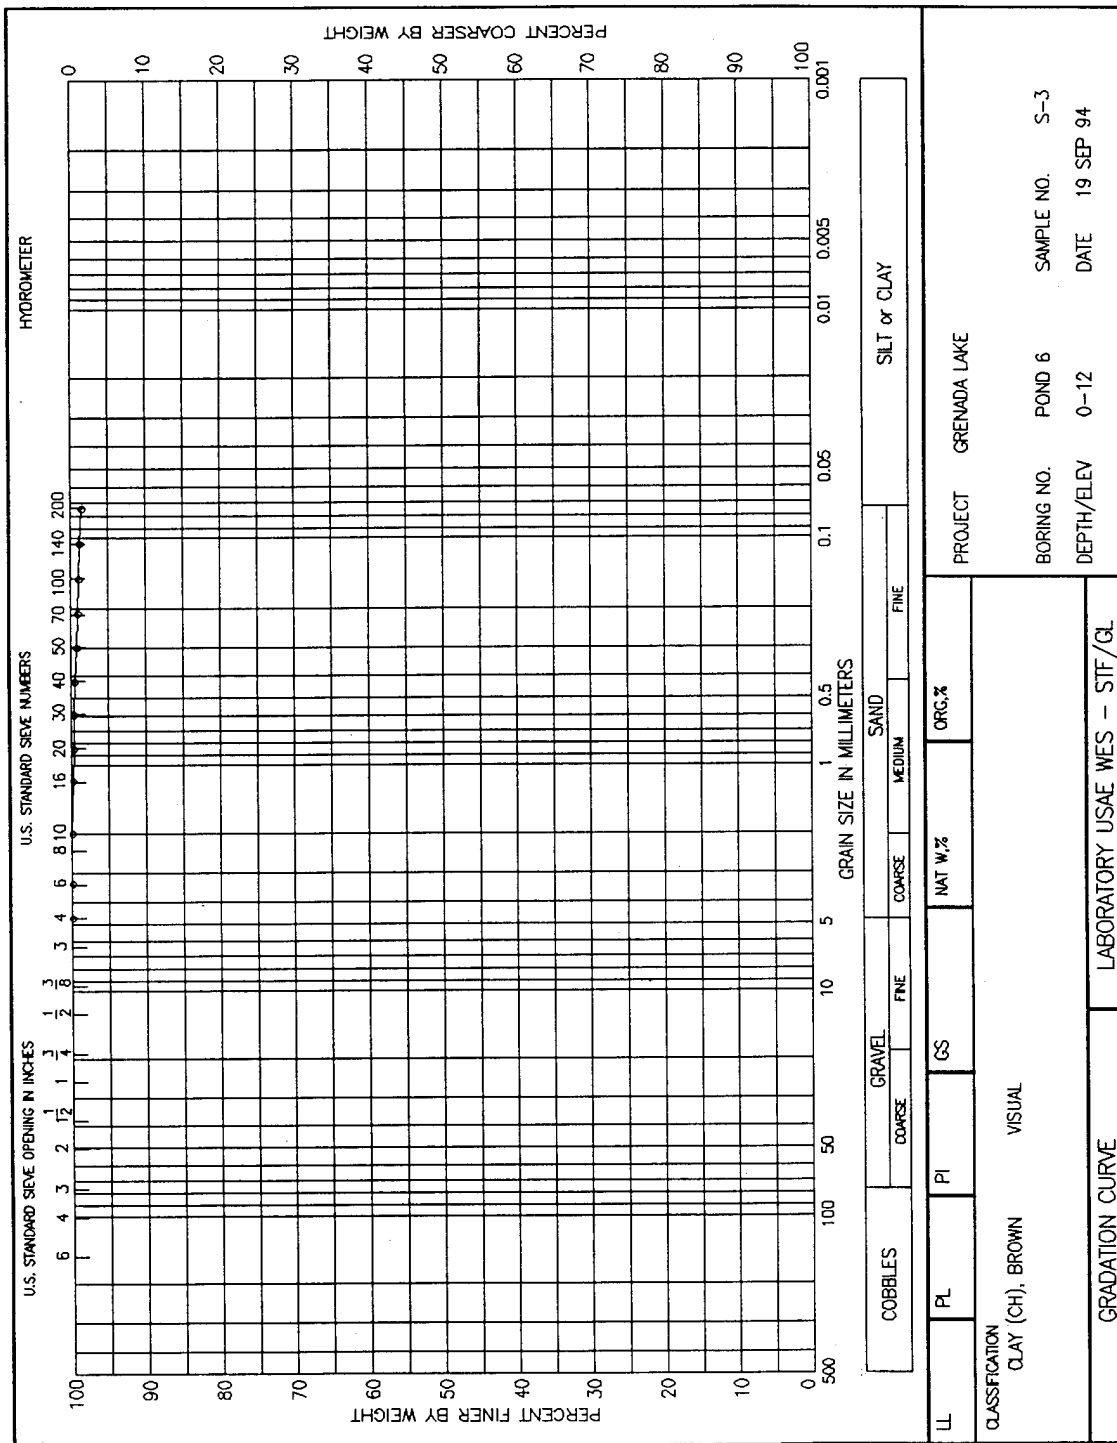 U.S. STANDARD SIEVE OPENING IN INCHES
U.S. STANDARD SIEVE NUMBERS
HYDROMETER
6 4 3 2 1 1/2 1 3/4 1/2 3/8 3 4 6 8 10 16 20 30 40 50 70 100 140 200
PERCENT FINER BY WEIGHT
100
90
80
70
60
50
40
30
20
10
0
PERCENT COARSER BY WEIGHT
0
10
20
30
40
50
60
70
80
90
100
500 100 50 10 5 1 0.5 0.1 0.05 0.01 0.005 0.001
GRAIN SIZE IN MILLIMETERS
COBBLES
GRAVEL
COARSE
FINE
SAND
COARSE
MEDIUM
FINE
SILT or CLAY
LL
PL
PI
GS
NAT W,%
ORG,%
CLASSIFICATION
CLAY (CH), BROWN VISUAL
PROJECT GRENADA LAKE
BORING NO. POND 6 SAMPLE NO. S-3
DEPTH/ELEV 0-12 DATE 19 SEP 94
GRADATION CURVE
LABORATORY USAE WES - STF/GL